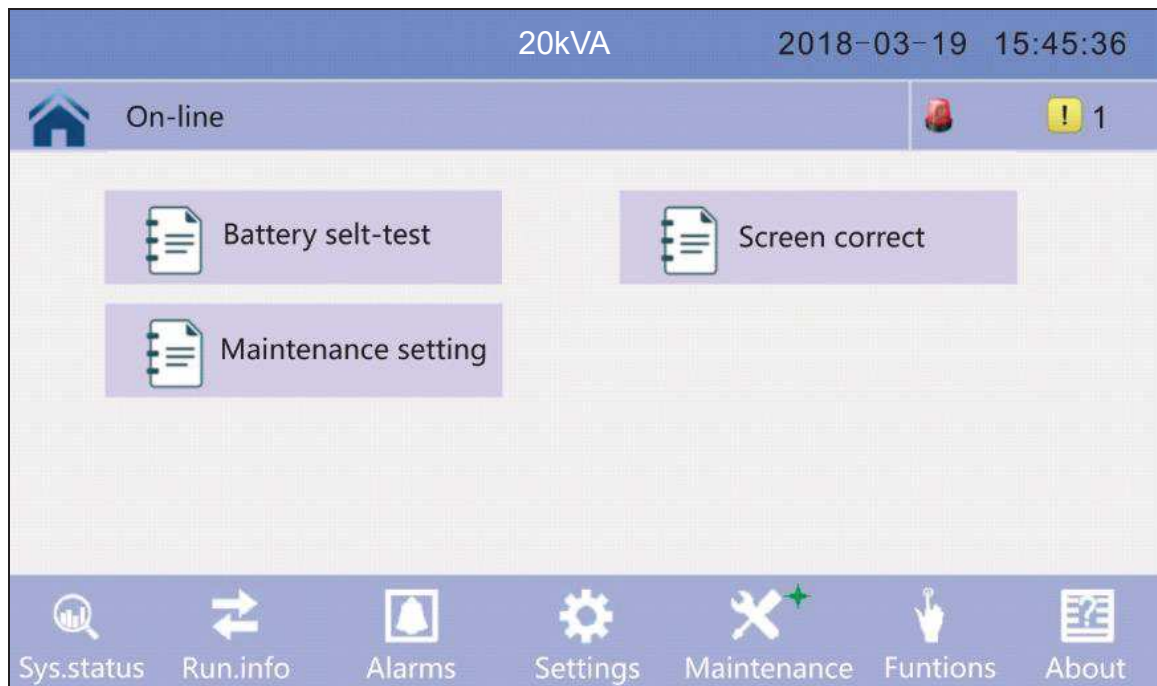 20kVA 2018-03-19 15:45:36
On-line ! 1
Battery selt-test Screen correct
Maintenance setting
Sys.status Run.info Alarms Settings Maintenance Funtions About